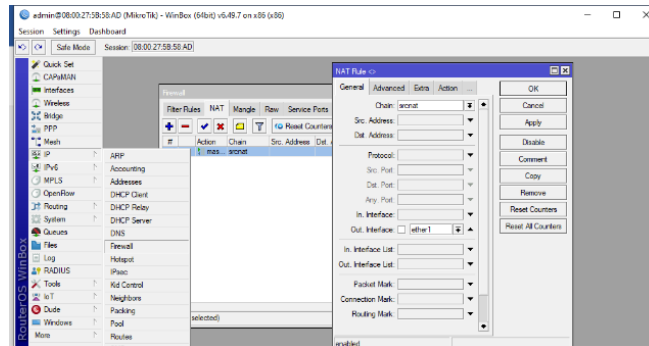 admin@08:00:27:5B:58:AD (MikroTik) - WinBox (64bit) v6.49.7 on x86 (x86)
Session Settings Dashboard
Safe Mode Session: 08:00:27:5B:58:AD
Quick Set
CAPsMAN
Interfaces
Wireless
Bridge
PPP
Mesh
IP
IPv6
MPLS
OpenFlow
Routing
System
Queues
Files
Log
RADIUS
Tools
IoT
Dude
Windows
More
RouterOS WinBox
ARP
Accounting
Addresses
DHCP Client
DHCP Relay
DHCP Server
DNS
Firewall
Hotspot
IPsec
Kid Control
Neighbors
Packing
Pool
Routes
Firewall
Filter Rules NAT Mangle Raw Service Ports
Reset Counters
# Action Chain Src. Address Dst.
mas... srcnat
selected)
NAT Rule <>
General Advanced Extra Action ...
Chain: srcnat
Src. Address:
Dst. Address:
Protocol:
Src. Port:
Dst. Port:
Any. Port:
In. Interface:
Out. Interface: ether1
In. Interface List:
Out. Interface List:
Packet Mark:
Connection Mark:
Routing Mark:
enabled
OK
Cancel
Apply
Disable
Comment
Copy
Remove
Reset Counters
Reset All Counters